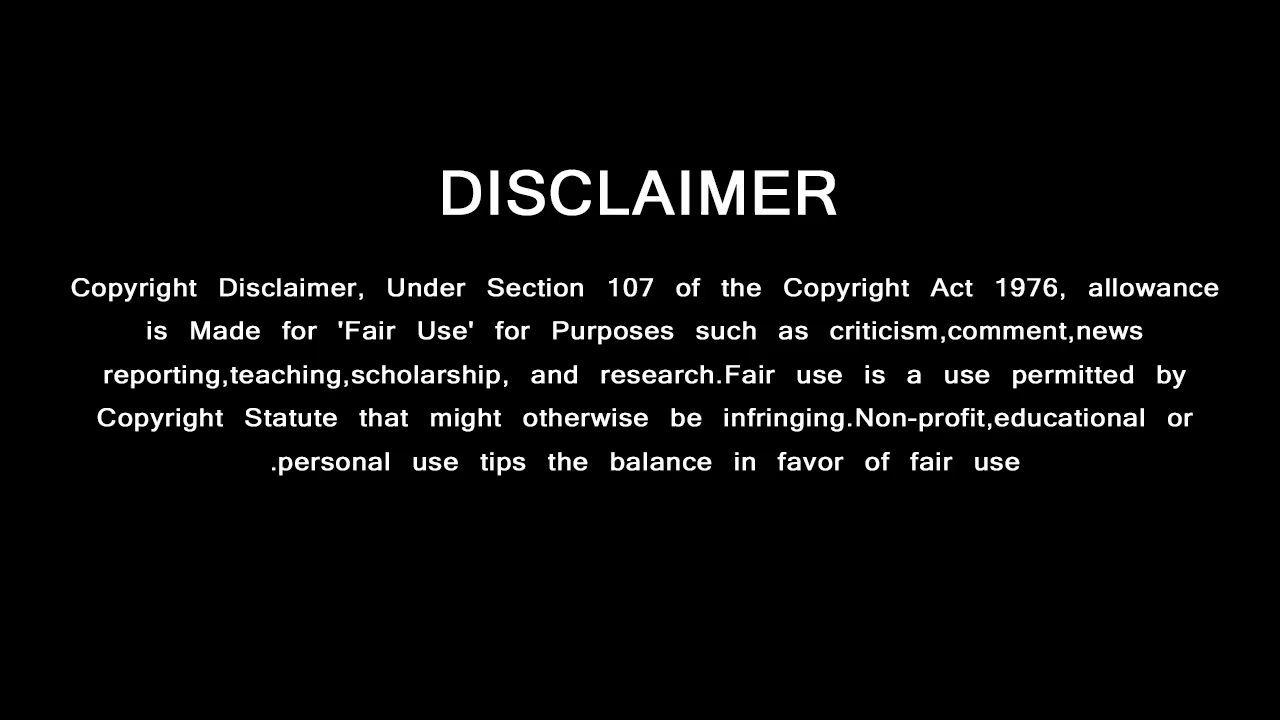 DISCLAIMER
Copyright Disclaimer, Under Section 107 of the Copyright Act 1976, allowance
is Made for 'Fair Use' for Purposes such as criticism,comment,news
reporting,teaching,scholarship, and research.Fair use is a use permitted by
Copyright Statute that might otherwise be infringing.Non-profit,educational or
.personal use tips the balance in favor of fair use